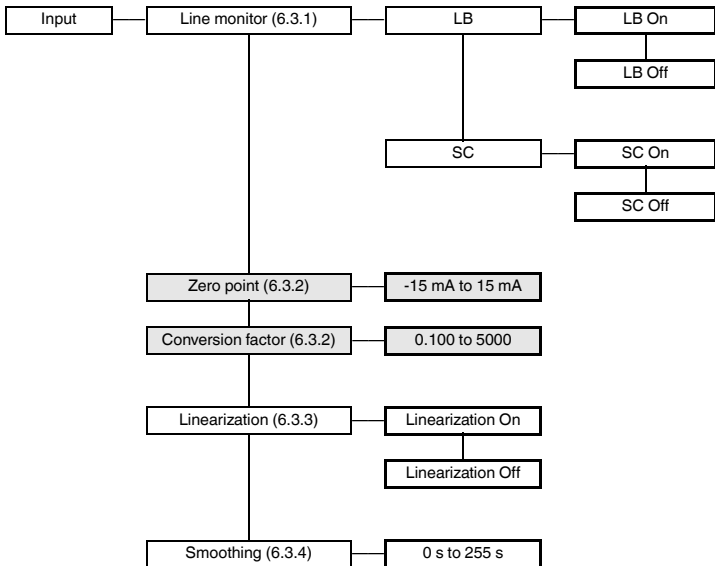 Input
Line monitor (6.3.1)
LB
LB On
LB Off
SC
SC On
SC Off
Zero point (6.3.2)
-15 mA to 15 mA
Conversion factor (6.3.2)
0.100 to 5000
Linearization (6.3.3)
Linearization On
Linearization Off
Smoothing (6.3.4)
0 s to 255 s